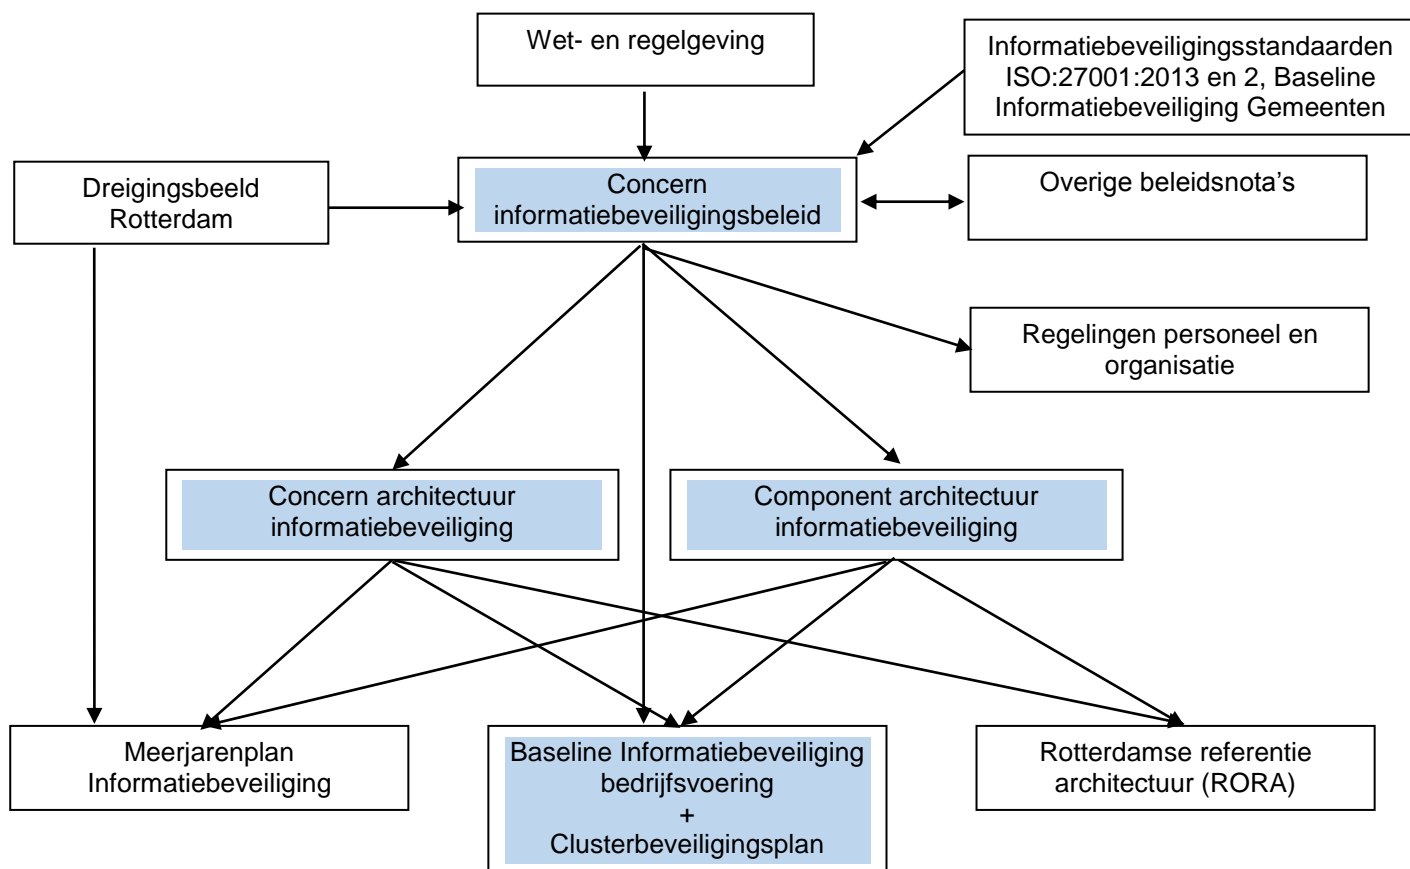 Wet- en regelgeving
Informatiebeveiligingsstandaarden
ISO:27001:2013 en 2, Baseline
Informatiebeveiliging Gemeenten
Dreigingsbeeld
Rotterdam
Concern
informatiebeveiligingsbeleid
Overige beleidsnota’s
Regelingen personeel en
organisatie
Concern architectuur
informatiebeveiliging
Component architectuur
informatiebeveiliging
Meerjarenplan
Informatiebeveiliging
Baseline Informatiebeveiliging
bedrijfsvoering
+
Clusterbeveiligingsplan
Rotterdamse referentie
architectuur (RORA)